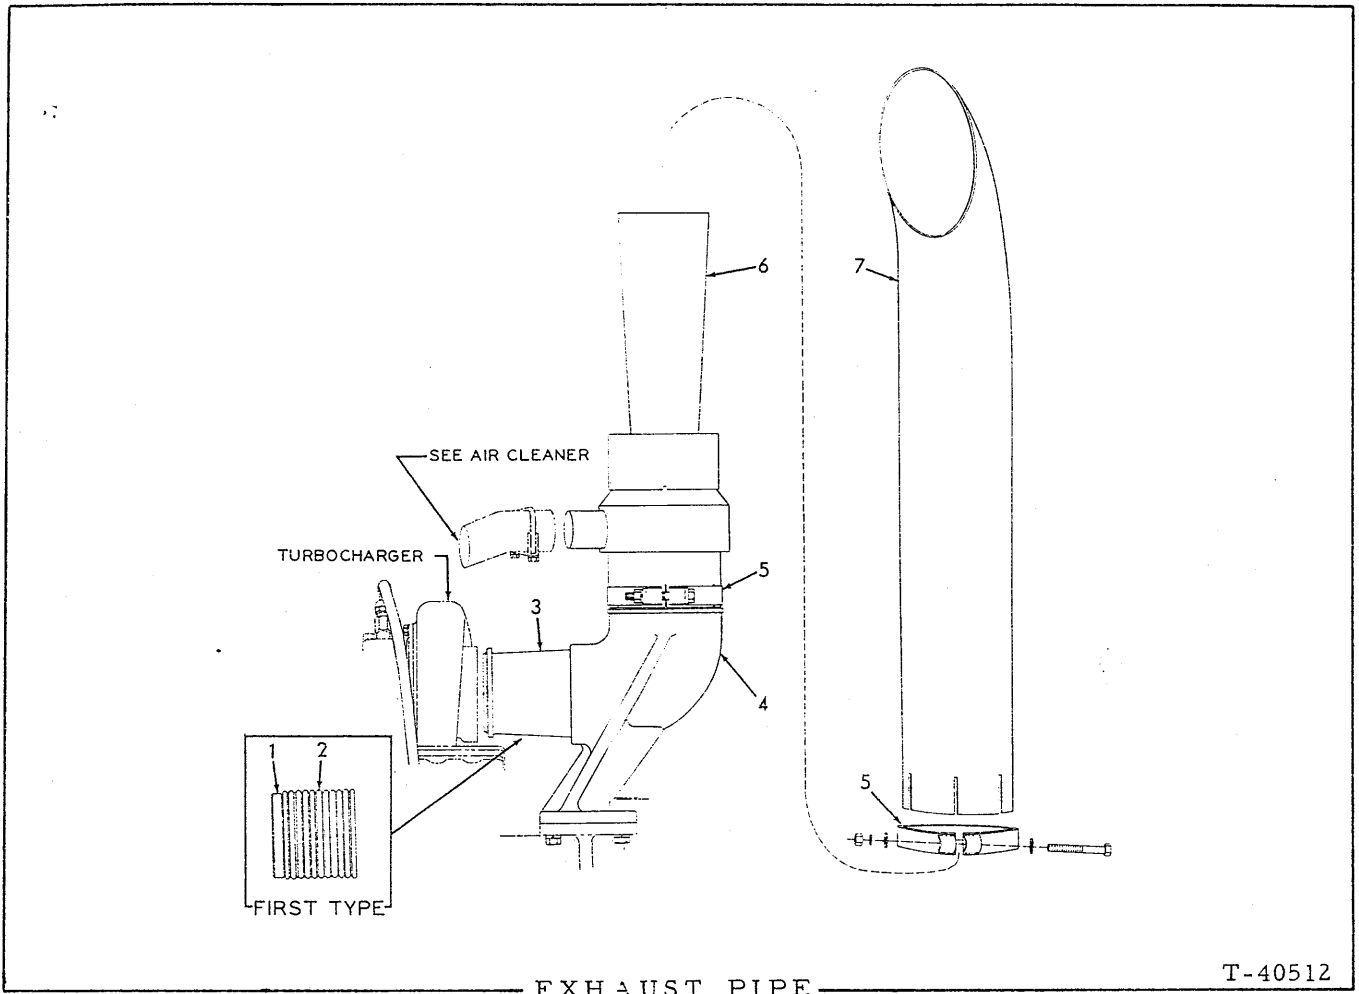 6
7
SEE AIR CLEANER
TURBOCHARGER
5
3
4
1 2
5
FIRST TYPE
T-40512
EXHAUST PIPE